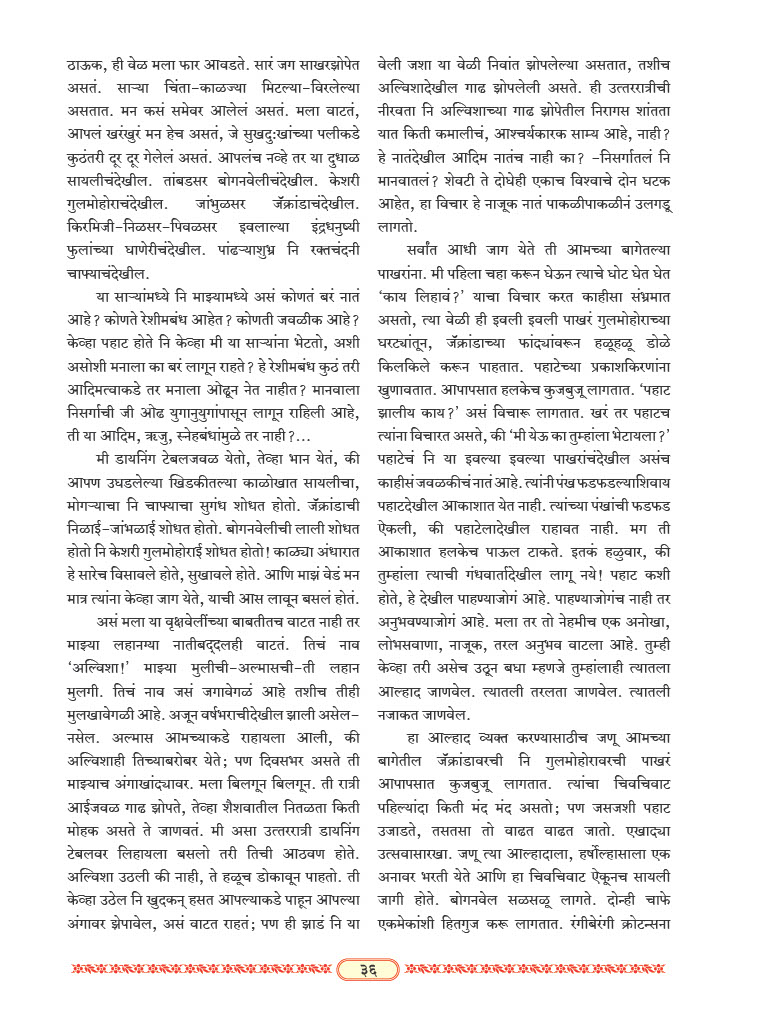 ठाऊक, ही वेळ मला फार आवडते. सारं जग साखरझोपेत
असतं. साऱ्या चिंता-काळज्या मिटल्या-विरलेल्या
असतात. मन कसं समेवर आलेलं असतं. मला वाटतं,
आपलं खरंखुरं मन हेच असतं, जे सुखदुःखांच्या पलीकडे
कुठंतरी दूर दूर गेलेलं असतं. आपलंच नव्हे तर या दुधाळ
सायलीचंदेखील. तांबडसर बोगनवेलीचंदेखील. केशरी
गुलमोहोराचंदेखील. जांभुळसर जॅक्रांडाचंदेखील.
किरमिजी-निळसर-पिवळसर इवलाल्या इंद्रधनुष्यी
फुलांच्या घाणेरीचंदेखील. पांढऱ्याशुभ्र नि रक्तचंदनी
चाफ्याचंदेखील.
या साऱ्यांमध्ये नि माझ्यामध्ये असं कोणतं बरं नातं
आहे? कोणते रेशीमबंध आहेत? कोणती जवळीक आहे?
केव्हा पहाट होते नि केव्हा मी या साऱ्यांना भेटतो, अशी
असोशी मनाला का बरं लागून राहते? हे रेशीमबंध कुठं तरी
आदिमत्वाकडे तर मनाला ओढून नेत नाहीत? मानवाला
निसर्गाची जी ओढ युगानुयुगांपासून लागून राहिली आहे,
ती या आदिम, ऋजु, स्नेहबंधांमुळे तर नाही?...
मी डायनिंग टेबलजवळ येतो, तेव्हा भान येतं, की
आपण उघडलेल्या खिडकीतल्या काळोखात सायलीचा,
मोगऱ्याचा नि चाफ्याचा सुगंध शोधत होतो. जॅक्रांडाची
निळाई-जांभळाई शोधत होतो. बोगनवेलीची लाली शोधत
होतो नि केशरी गुलमोहोराई शोधत होतो! काळ्या अंधारात
हे सारेच विसावले होते, सुखावले होते. आणि माझं वेडं मन
मात्र त्यांना केव्हा जाग येते, याची आस लावून बसलं होतं.
असं मला या वृक्षवेलींच्या बाबतीतच वाटत नाही तर
माझ्या लहानग्या नातीबद्दलही वाटतं. तिचं नाव
‘अल्विशा!’ माझ्या मुलीची-अल्मासची-ती लहान
मुलगी. तिचं नाव जसं जगावेगळं आहे तशीच तीही
मुलखावेगळी आहे. अजून वर्षभराचीदेखील झाली असेल-
नसेल. अल्मास आमच्याकडे राहायला आली, की
अल्विशाही तिच्याबरोबर येते; पण दिवसभर असते ती
माझ्याच अंगाखांद्यावर. मला बिलगून बिलगून. ती रात्री
आईजवळ गाढ झोपते, तेव्हा शैशवातील नितळता किती
मोहक असते ते जाणवतं. मी असा उत्तररात्री डायनिंग
टेबलवर लिहायला बसलो तरी तिची आठवण होते.
अल्विशा उठली की नाही, ते हळूच डोकावून पाहतो. ती
केव्हा उठेल नि खुदकन् हसत आपल्याकडे पाहून आपल्या
अंगावर झेपावेल, असं वाटत राहतं; पण ही झाडं नि या
वेली जशा या वेळी निवांत झोपलेल्या असतात, तशीच
अल्विशादेखील गाढ झोपलेली असते. ही उत्तररात्रीची
नीरवता नि अल्विशाच्या गाढ झोपेतील निरागस शांतता
यात किती कमालीचं, आश्चर्यकारक साम्य आहे, नाही?
हे नातंदेखील आदिम नातंच नाही का? -निसर्गातलं नि
मानवातलं? शेवटी ते दोघेही एकाच विश्वाचे दोन घटक
आहेत, हा विचार हे नाजूक नातं पाकळीपाकळीनं उलगडू
लागतो.
सर्वांत आधी जाग येते ती आमच्या बागेतल्या
पाखरांना. मी पहिला चहा करून घेऊन त्याचे घोट घेत घेत
‘काय लिहावं?’ याचा विचार करत काहीसा संभ्रमात
असतो, त्या वेळी ही इवली इवली पाखरं गुलमोहोराच्या
घरट्यांतून, जॅक्रांडाच्या फांद्यांवरून हळूहळू डोळे
किलकिले करून पाहतात. पहाटेच्या प्रकाशकिरणांना
खुणावतात. आपापसात हलकेच कुजबुजू लागतात. ‘पहाट
झालीय काय?’ असं विचारू लागतात. खरं तर पहाटच
त्यांना विचारत असते, की ‘मी येऊ का तुम्हांला भेटायला?’
पहाटेचं नि या इवल्या इवल्या पाखरांचंदेखील असंच
काहीसं जवळकीचं नातं आहे. त्यांनी पंख फडफडल्याशिवाय
पहाटदेखील आकाशात येत नाही. त्यांच्या पंखांची फडफड
ऐकली, की पहाटेलादेखील राहावत नाही. मग ती
आकाशात हलकेच पाऊल टाकते. इतकं हळुवार, की
तुम्हांला त्याची गंधवार्तादेखील लागू नये! पहाट कशी
होते, हे देखील पाहण्याजोगं आहे. पाहण्याजोगंच नाही तर
अनुभवण्याजोगं आहे. मला तर तो नेहमीच एक अनोखा,
लोभसवाणा, नाजूक, तरल अनुभव वाटला आहे. तुम्ही
केव्हा तरी असेच उठून बघा म्हणजे तुम्हांलाही त्यातला
आल्हाद जाणवेल. त्यातली तरलता जाणवेल. त्यातली
नजाकत जाणवेल.
हा आल्हाद व्यक्त करण्यासाठीच जणू आमच्या
बागेतील जॅक्रांडावरची नि गुलमोहोरावरची पाखरं
आपापसात कुजबुजू लागतात. त्यांचा चिवचिवाट
पहिल्यांदा किती मंद मंद असतो; पण जसजशी पहाट
उजाडते, तसतसा तो वाढत वाढत जातो. एखाद्या
उत्सवासारखा. जणू त्या आल्हादाला, हर्षोल्हासाला एक
अनावर भरती येते आणि हा चिवचिवाट ऐकूनच सायली
जागी होते. बोगनवेल सळसळू लागते. दोन्ही चाफे
एकमेकांशी हितगुज करू लागतात. रंगीबेरंगी क्रोटन्सना
३६